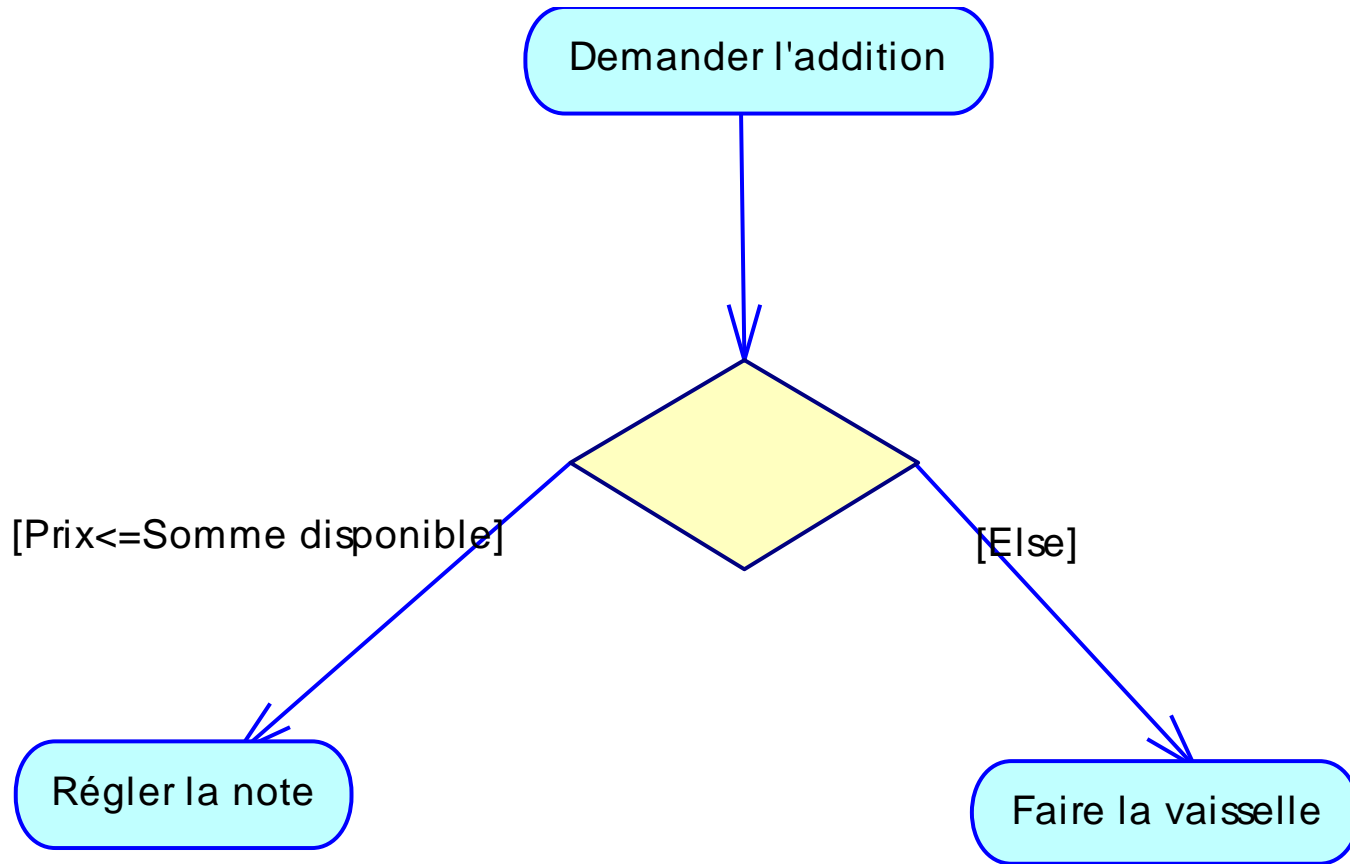 Demander l'addition
[Prix<=Somme disponible]
[Else]
Régler la note
Faire la vaisselle